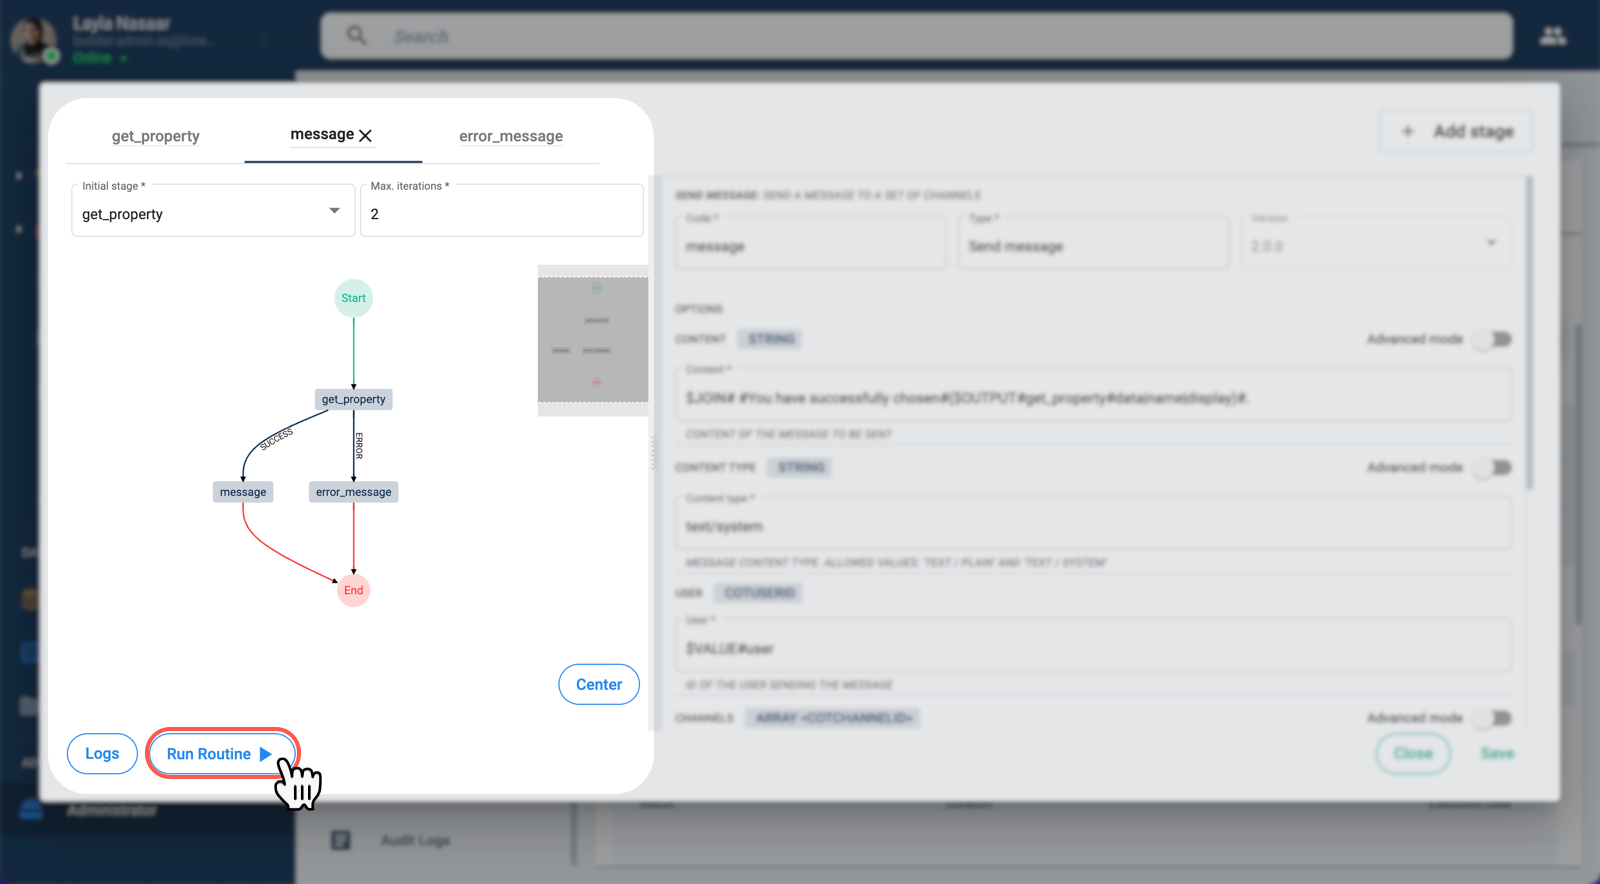 Layla Nasaar
builder.admin.sq@lore...
Online
Search
get_property
message
error_message
Add stage
Initial stage *
get_property
Max. iterations *
2
Start
get_property
SUCCESS
ERROR
message
error_message
End
Center
Logs
Run Routine
SEND MESSAGE: SEND A MESSAGE TO A SET OF CHANNELS
Code *
message
Type *
Send message
Version
2.0.0
OPTIONS
CONTENT STRING
Advanced mode
Content *
$JOIN# #You have successfully chosen#{$OUTPUT#get_property#data|name|display}#.
CONTENT OF THE MESSAGE TO BE SENT
CONTENT TYPE STRING
Advanced mode
Content type *
text/system
MESSAGE CONTENT TYPE. ALLOWED VALUES: 'TEXT / PLAIN' AND 'TEXT / SYSTEM'
USER COTUSERID
User *
$VALUE#user
ID OF THE USER SENDING THE MESSAGE
CHANNELS ARRAY <COTCHANNELID>
Advanced mode
Close
Save
Administrator
Audit Logs